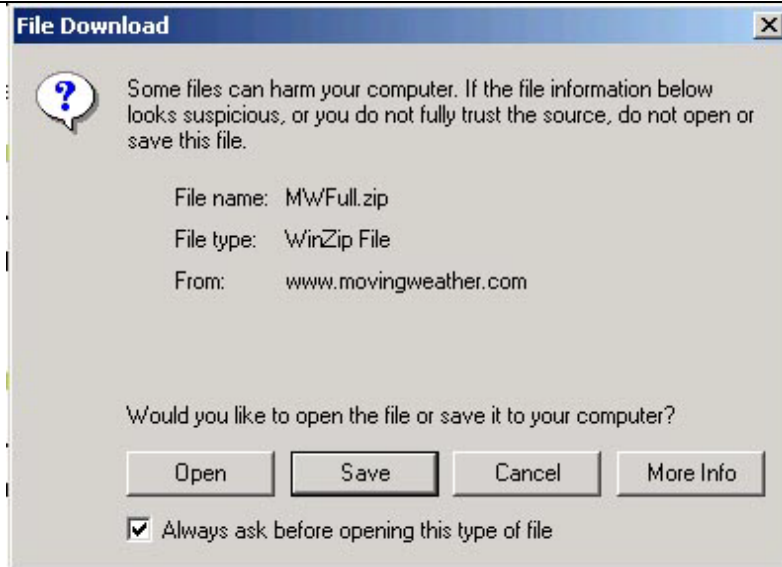 File Download
Some files can harm your computer. If the file information below
looks suspicious, or you do not fully trust the source, do not open or
save this file.
File name: MWFull.zip
File type: WinZip File
From: www.movingweather.com
Would you like to open the file or save it to your computer?
Open Save Cancel More Info
Always ask before opening this type of file